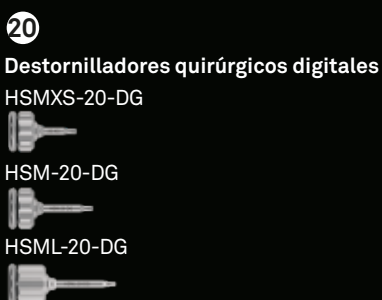 20
Destornilladores quirúrgicos digitales
HSMXS-20-DG
HSM-20-DG
HSML-20-DG